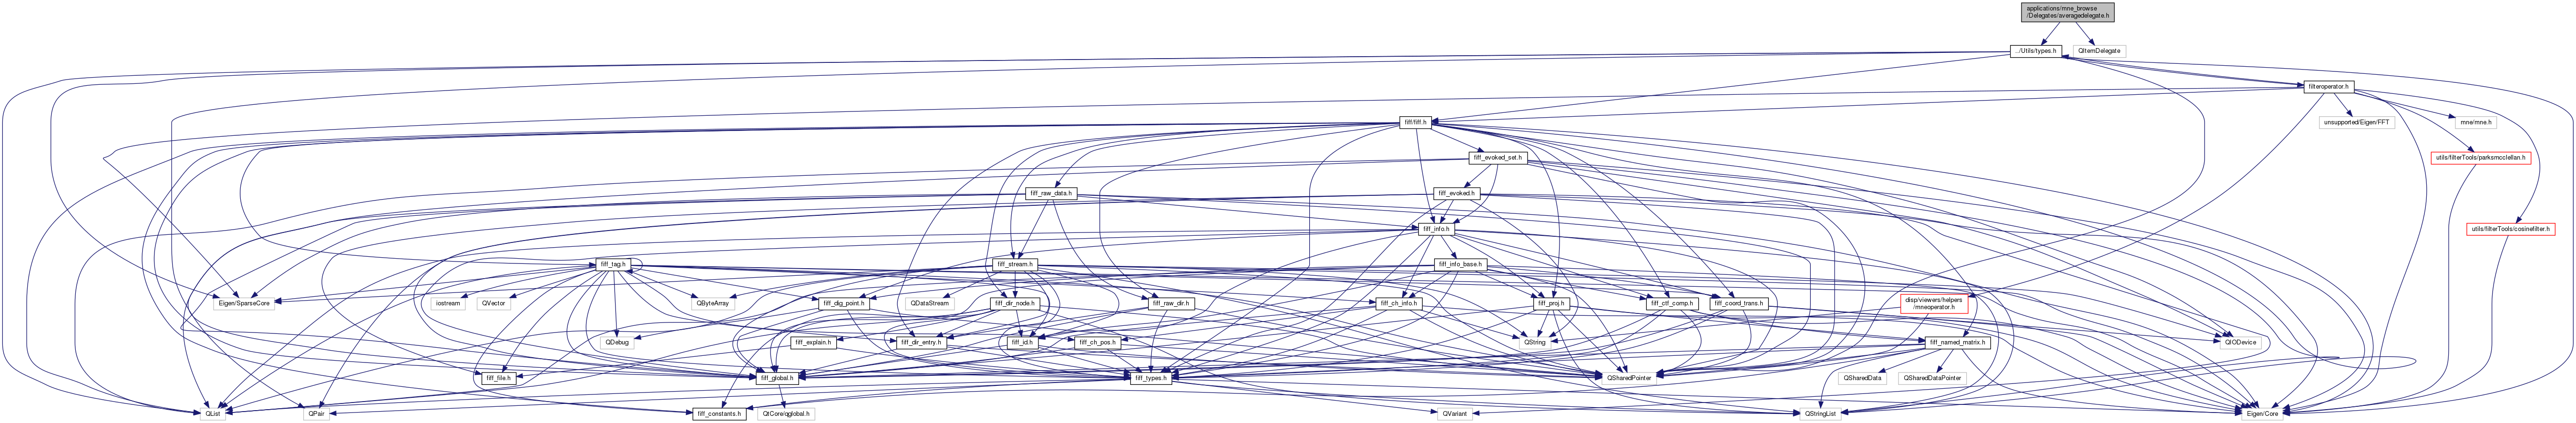 applications/mne_browse
/Delegates/averagedelegate.h
../Utils/types.h
QItemDelegate
filteroperator.h
fiff/fiff.h
unsupported/Eigen/FFT
mne/mne.h
fiff_evoked_set.h
utils/filterTools/parksmcclellan.h
fiff_raw_data.h
fiff_evoked.h
fiff_info.h
utils/filterTools/cosinefilter.h
fiff_tag.h
fiff_stream.h
fiff_info_base.h
Eigen/SparseCore
iostream
QVector
QByteArray
fiff_dig_point.h
QDataStream
fiff_dir_node.h
fiff_raw_dir.h
fiff_ch_info.h
fiff_proj.h
fiff_ctf_comp.h
fiff_coord_trans.h
disp/viewers/helpers
/mneoperator.h
QDebug
fiff_explain.h
fiff_dir_entry.h
fiff_id.h
fiff_ch_pos.h
QString
fiff_named_matrix.h
QIODevice
fiff_file.h
fiff_global.h
fiff_types.h
QSharedPointer
QSharedData
QSharedDataPointer
QList
QPair
fiff_constants.h
QtCore/qglobal.h
QVariant
QStringList
Eigen/Core